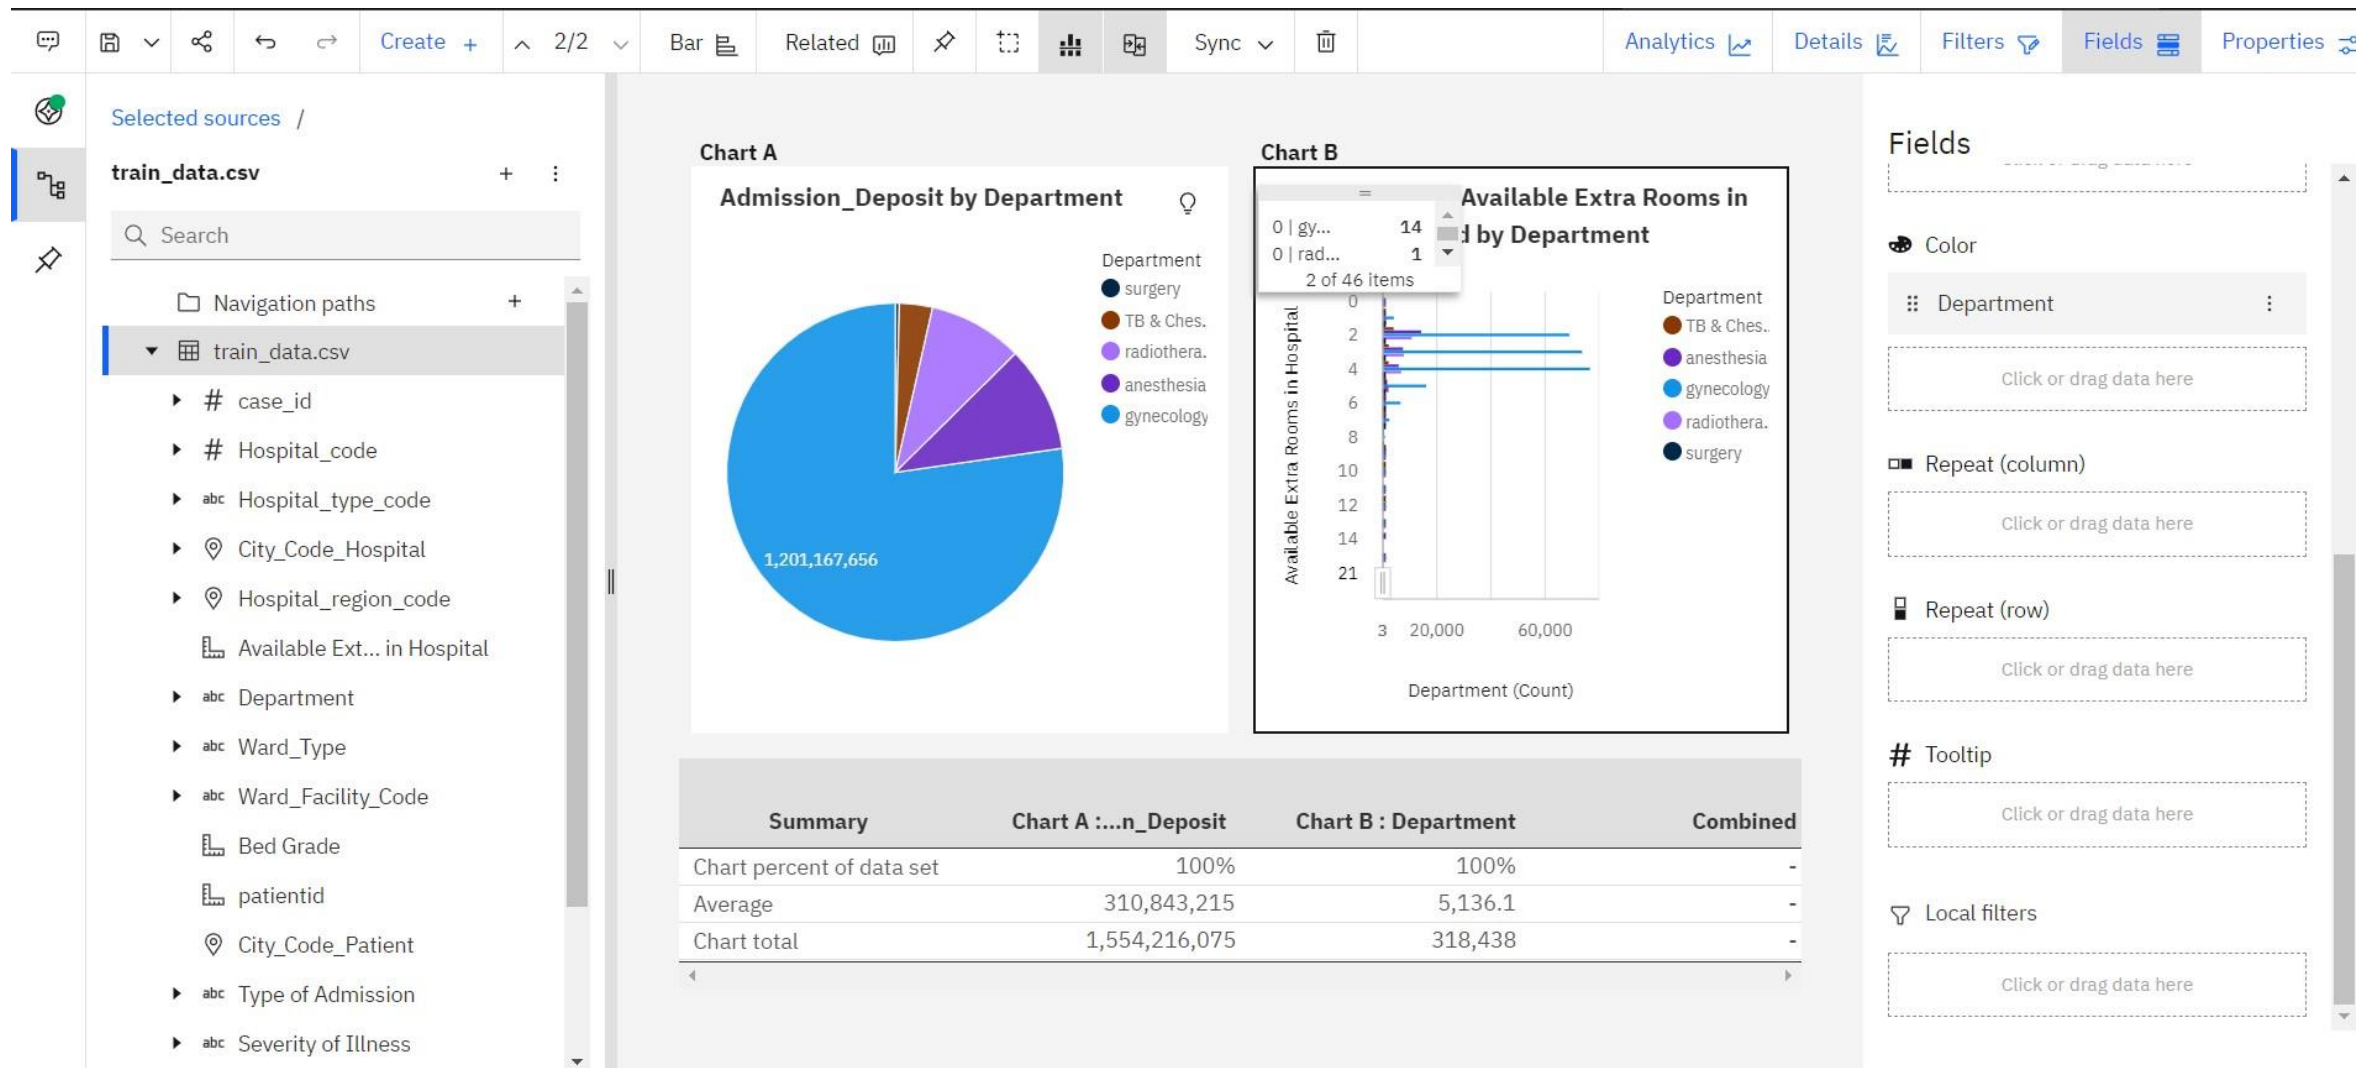 Create +
2/2
Bar
Related
Sync
Analytics
Details
Filters
Fields
Properties
Selected sources /
train_data.csv
Search
Navigation paths
train_data.csv
# case_id
# Hospital_code
abc Hospital_type_code
City_Code_Hospital
Hospital_region_code
Available Ext... in Hospital
abc Department
abc Ward_Type
abc Ward_Facility_Code
Bed Grade
patientid
City_Code_Patient
abc Type of Admission
abc Severity of Illness
Chart A
Admission_Deposit by Department
Department
surgery
TB & Ches.
radiothera.
anesthesia
gynecology
1,201,167,656
Chart B
Available Extra Rooms in
d by Department
0 | gy... 14
0 | rad... 1
2 of 46 items
Available Extra Rooms in Hospital
0
2
4
6
8
10
12
14
21
3 20,000 60,000
Department (Count)
Department
TB & Ches..
anesthesia
gynecology
radiothera.
surgery
Summary Chart A :...n_Deposit Chart B : Department Combined
Chart percent of data set 100% 100% -
Average 310,843,215 5,136.1 -
Chart total 1,554,216,075 318,438 -
Fields
Color
Department
Click or drag data here
Repeat (column)
Click or drag data here
Repeat (row)
Click or drag data here
# Tooltip
Click or drag data here
Local filters
Click or drag data here